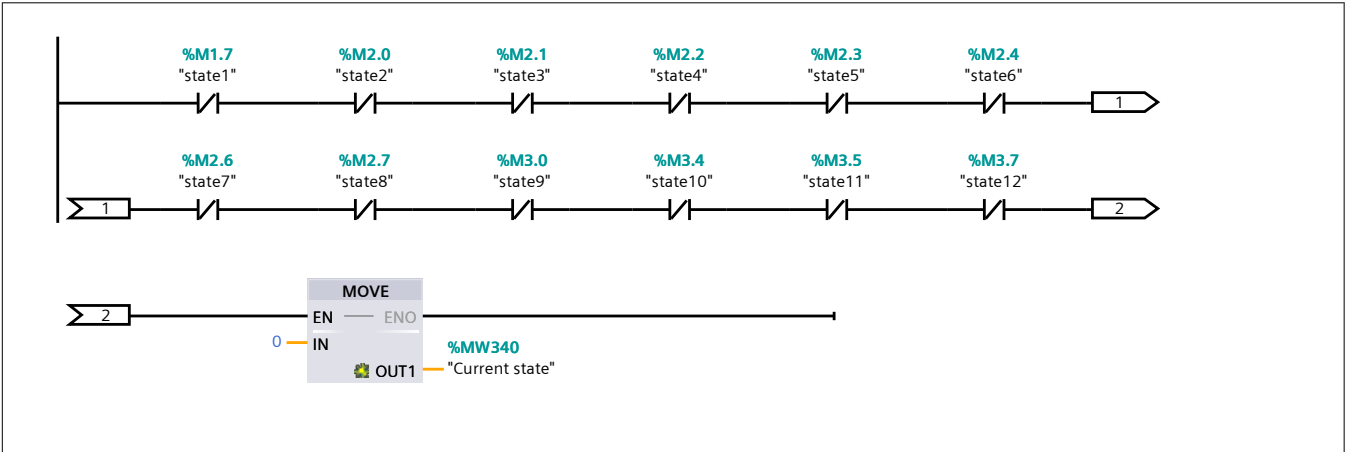 %M1.7 %M2.0 %M2.1 %M2.2 %M2.3 %M2.4
"state1" "state2" "state3" "state4" "state5" "state6"
1
%M2.6 %M2.7 %M3.0 %M3.4 %M3.5 %M3.7
"state7" "state8" "state9" "state10" "state11" "state12"
1 2
MOVE
2 EN ENO
0 IN %MW340
OUT1 "Current state"